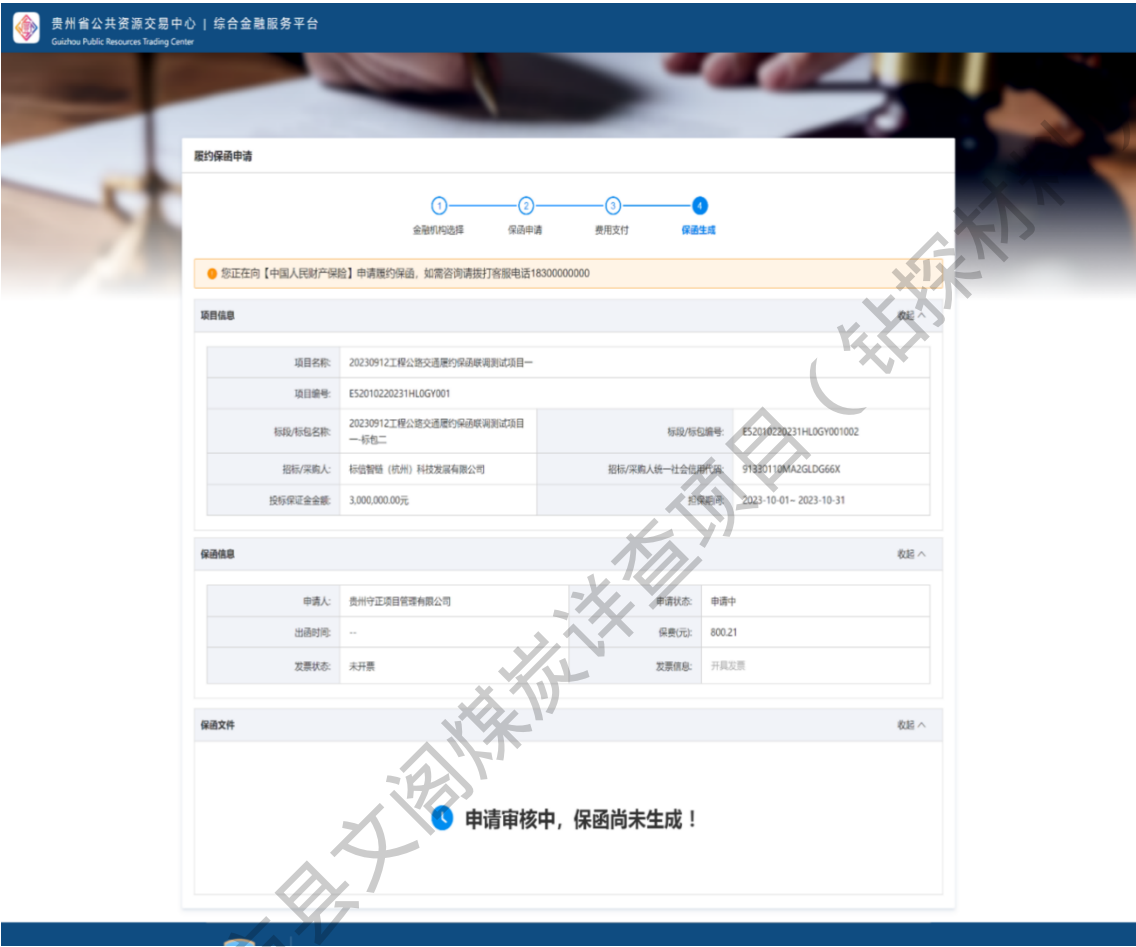 贵州省公共资源交易中心 | 综合金融服务平台
Guizhou Public Resources Trading Center
履约保函申请
1 2 3 4
金融机构选择 保函申请 费用支付 保函生成
您正在向【中国人民财产保险】申请履约保函，如需咨询请拨打客服电话18300000000
项目信息 收起
项目名称: 20230912工程公路交通履约保函联调测试项目一
项目编号: E52010220231HL0GY001
标段/标包名称: 20230912工程公路交通履约保函联调测试项目
一-标包二
标段/标包编号: E52010220231HL0GY001002
招标/采购人: 标信智链（杭州）科技发展有限公司 招标/采购人统一社会信用代码: 91330110MA2GLDG66X
投标保证金金额: 3,000,000.00元 担保期间: 2023-10-01~ 2023-10-31
保函信息 收起
申请人: 贵州守正项目管理有限公司 申请状态: 申请中
出函时间: -- 保费(元): 800.21
发票状态: 未开票 发票信息: 开具发票
保函文件 收起
申请审核中，保函尚未生成！
县文阁煤炭详查项目（钻探材料